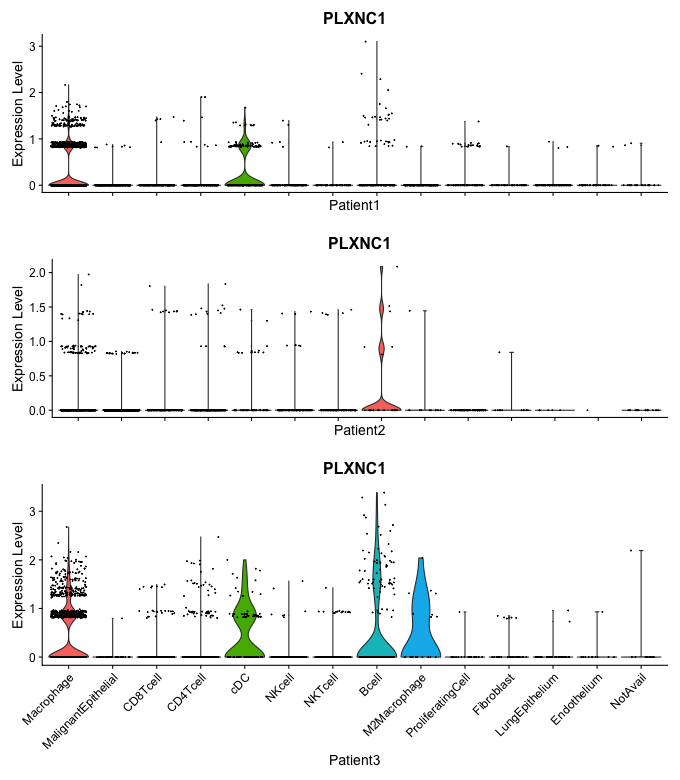 PLXNC1
Expression Level
3
2
1
0
Patient1
PLXNC1
Expression Level
2.0
1.5
1.0
0.5
0.0
Patient2
PLXNC1
Expression Level
3
2
1
0
Macrophage
MalignantEpithelial
CD8Tcell
CD4Tcell
cDC
NKcell
NKTcell
Bcell
M2Macrophage
ProliferatingCell
Fibroblast
LungEpithelium
Endothelium
NotAvail
Patient3